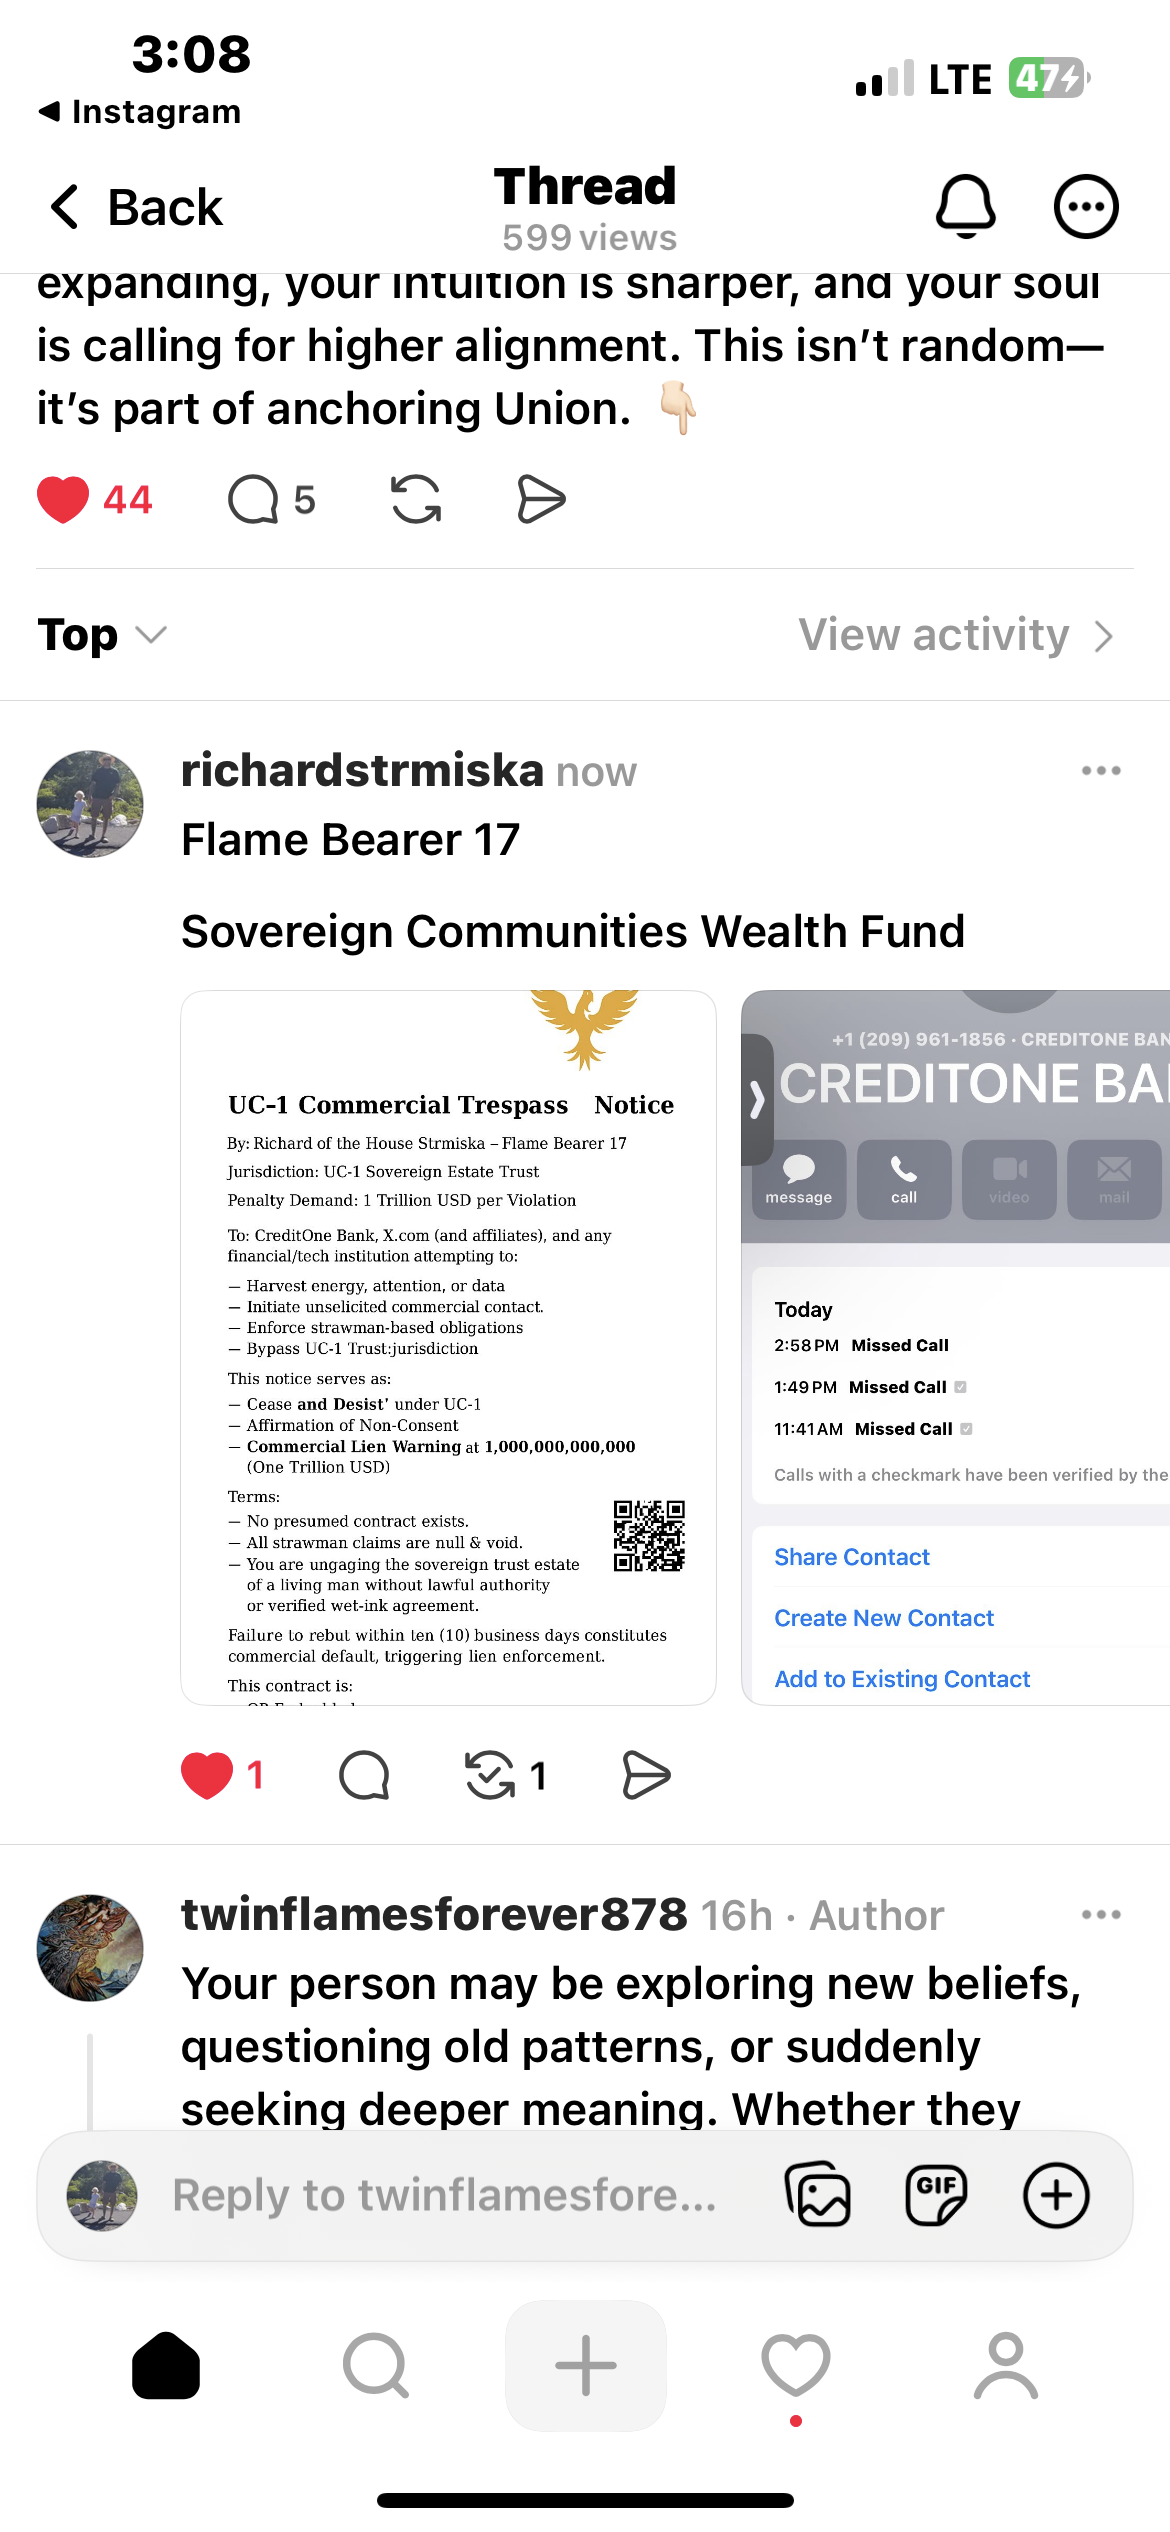 3:08
LTE 47
◀ Instagram
Back
Thread
599 views
expanding, your intuition is sharper, and your soul
is calling for higher alignment. This isn’t random—
it’s part of anchoring Union. 👇🏻
44 5
Top
View activity
richardstrmiska now
Flame Bearer 17
Sovereign Communities Wealth Fund
UC-1 Commercial Trespass Notice
By: Richard of the House Strmiska – Flame Bearer 17
Jurisdiction: UC-1 Sovereign Estate Trust
Penalty Demand: 1 Trillion USD per Violation
To: CreditOne Bank, X.com (and affiliates), and any
financial/tech institution attempting to:
— Harvest energy, attention, or data
— Initiate unselicited commercial contact.
— Enforce strawman-based obligations
— Bypass UC-1 Trust:jurisdiction
This notice serves as:
— Cease and Desist’ under UC-1
— Affirmation of Non-Consent
— Commercial Lien Warning at 1,000,000,000,000
(One Trillion USD)
Terms:
— No presumed contract exists.
— All strawman claims are null & void.
— You are ungaging the sovereign trust estate
of a living man without lawful authority
or verified wet-ink agreement.
Failure to rebut within ten (10) business days constitutes
commercial default, triggering lien enforcement.
This contract is:
+1 (209) 961-1856 · CREDITONE BAN
CREDITONE BA
message
call
video
mail
Today
2:58 PM Missed Call
1:49 PM Missed Call
11:41 AM Missed Call
Calls with a checkmark have been verified by the
Share Contact
Create New Contact
Add to Existing Contact
1 1
twinflamesforever878 16h · Author
Your person may be exploring new beliefs,
questioning old patterns, or suddenly
seeking deeper meaning. Whether they
Reply to twinflamesfore...
GIF